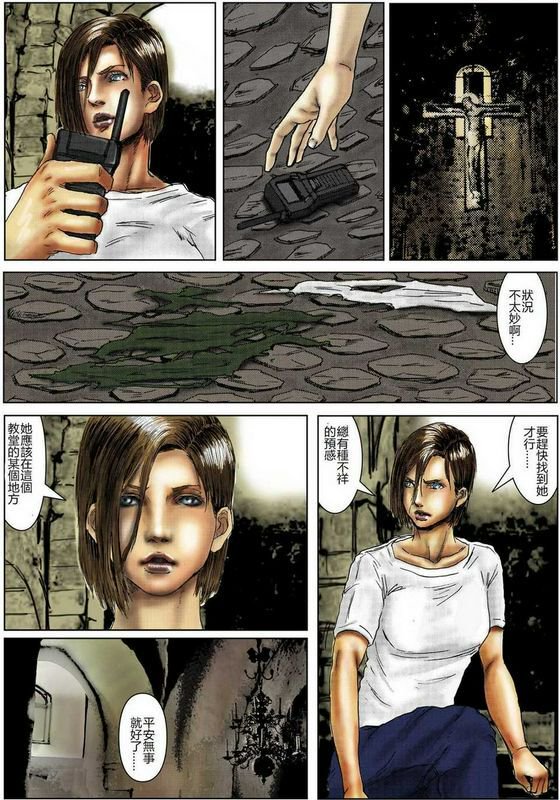 狀況
不太妙啊…
要趕快找到她
才行……
總有種不祥
的預感
她應該在這個
教堂的某個地方
平安無事
就好了……